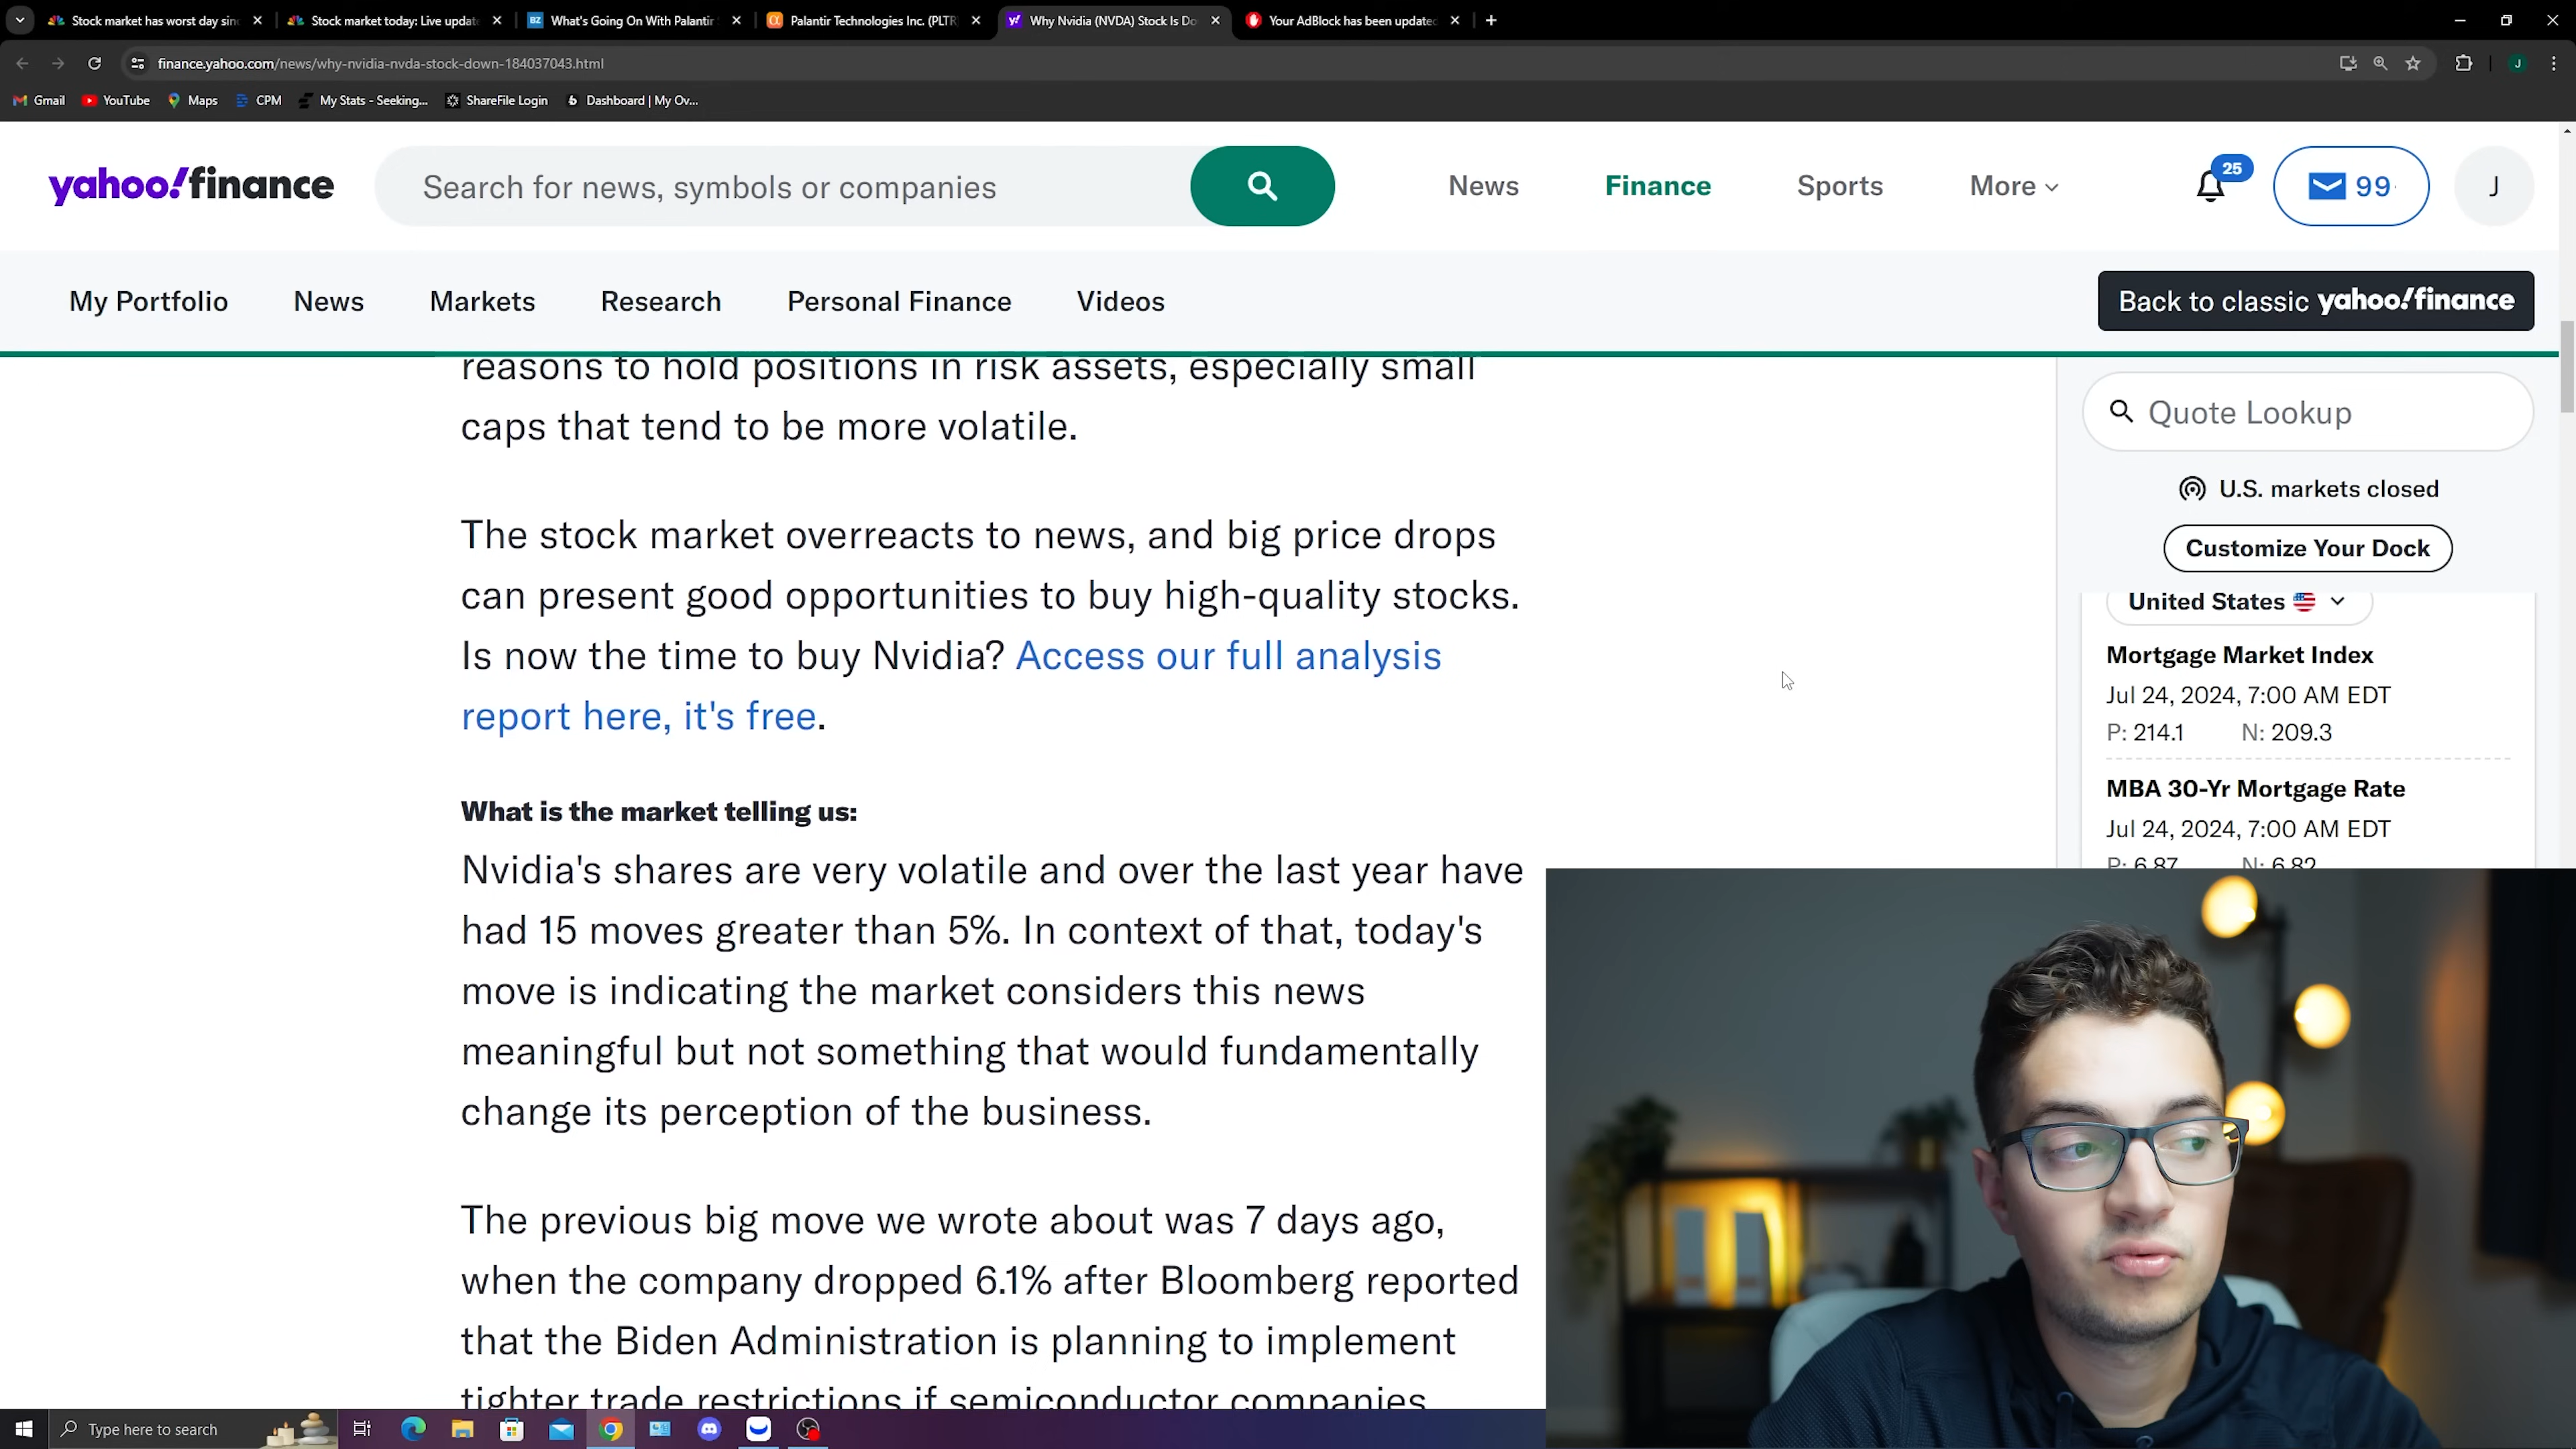 Stock market has worst day sin
Stock market today: Live updat
What's Going On With Palantir
Palantir Technologies Inc. (PLTR
Why Nvidia (NVDA) Stock Is Do
Your AdBlock has been updated
finance.yahoo.com/news/why-nvidia-nvda-stock-down-184037043.html
J
Gmail
YouTube
Maps
CPM
My Stats - Seeking...
ShareFile Login
Dashboard | My Ov...
yahoo!finance
Search for news, symbols or companies
News
Finance
Sports
More
25
99
J
My Portfolio
News
Markets
Research
Personal Finance
Videos
Back to classic yahoo!finance
reasons to hold positions in risk assets, especially small
caps that tend to be more volatile.
The stock market overreacts to news, and big price drops
can present good opportunities to buy high-quality stocks.
Is now the time to buy Nvidia? Access our full analysis
report here, it's free.
What is the market telling us:
Nvidia's shares are very volatile and over the last year have
had 15 moves greater than 5%. In context of that, today's
move is indicating the market considers this news
meaningful but not something that would fundamentally
change its perception of the business.
The previous big move we wrote about was 7 days ago,
when the company dropped 6.1% after Bloomberg reported
that the Biden Administration is planning to implement
tighter trade restrictions if semiconductor companies
Quote Lookup
U.S. markets closed
Customize Your Dock
United States
Mortgage Market Index
Jul 24, 2024, 7:00 AM EDT
P: 214.1 N: 209.3
MBA 30-Yr Mortgage Rate
Jul 24, 2024, 7:00 AM EDT
P: 6.87 N: 6.82
Type here to search